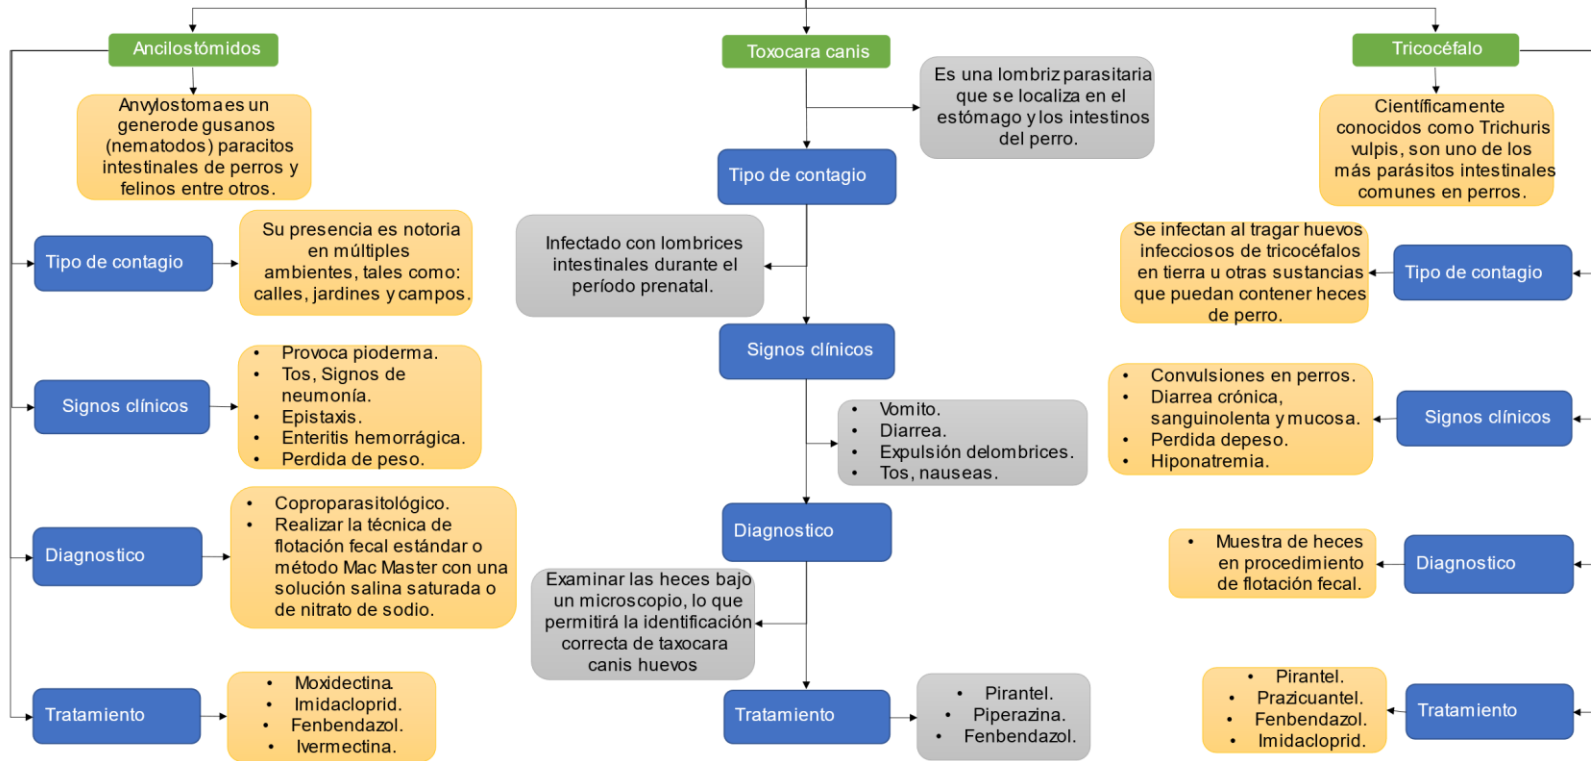 Ancilostómidos
Anvylostoma es un
generode gusanos
(nematodos) paracitos
intestinales de perros y
felinos entre otros.
Tipo de contagio
Su presencia es notoria
en múltiples
ambientes, tales como:
calles, jardines y campos.
Signos clínicos
• Provoca pioderma.
• Tos, Signos de
neumonía.
• Epistaxis.
• Enteritis hemorrágica.
• Perdida de peso.
Diagnostico
• Coproparasitológico.
• Realizar la técnica de
flotación fecal estándar o
método Mac Master con una
solución salina saturada o
de nitrato de sodio.
Tratamiento
• Moxidectina.
• Imidacloprid.
• Fenbendazol.
• Ivermectina.
Toxocara canis
Es una lombriz parasitaria
que se localiza en el
estómago y los intestinos
del perro.
Tipo de contagio
Infectado con lombrices
intestinales durante el
período prenatal.
Signos clínicos
• Vomito.
• Diarrea.
• Expulsión delombrices.
• Tos, nauseas.
Diagnostico
Examinar las heces bajo
un microscopio, lo que
permitirá la identificación
correcta de taxocara
canis huevos
Tratamiento
• Pirantel.
• Piperazina.
• Fenbendazol.
Tricocéfalo
Científicamente
conocidos como Trichuris
vulpis, son uno de los
más parásitos intestinales
comunes en perros.
Se infectan al tragar huevos
infecciosos de tricocéfalos
en tierra u otras sustancias
que puedan contener heces
de perro.
Tipo de contagio
• Convulsiones en perros.
• Diarrea crónica,
sanguinolenta y mucosa.
• Perdida depeso.
• Hiponatremia.
Signos clínicos
• Muestra de heces
en procedimiento
de flotación fecal.
Diagnostico
• Pirantel.
• Prazicuantel.
• Fenbendazol.
• Imidacloprid.
Tratamiento